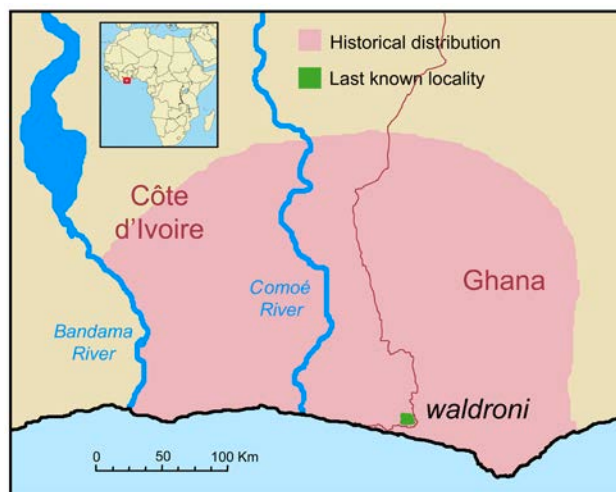 Historical distribution
Last known locality
Côte
d'Ivoire
Ghana
Comoé
River
Bandama
River
waldroni
0 50 100 Km